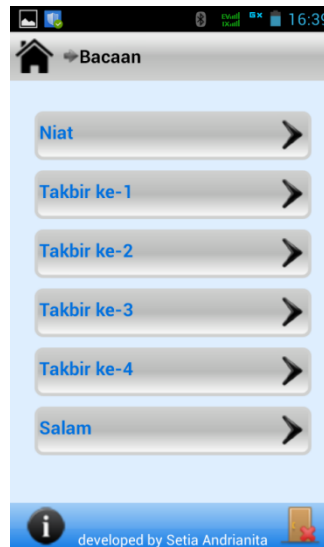 16:39
Bacaan
Niat
Takbir ke-1
Takbir ke-2
Takbir ke-3
Takbir ke-4
Salam
developed by Setia Andrianita